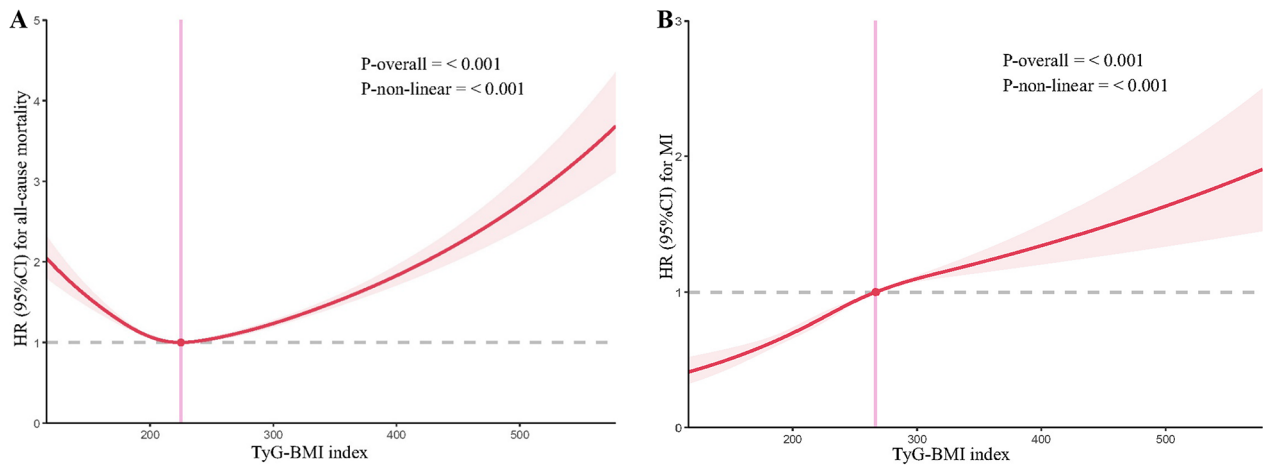 A
5
4
3
2
1
0
HR (95%CI) for all-cause mortality
P-overall = < 0.001
P-non-linear = < 0.001
200
300
400
500
TyG-BMI index
B
3
2
1
0
HR (95%CI) for MI
P-overall = < 0.001
P-non-linear = < 0.001
200
300
400
500
TyG-BMI index